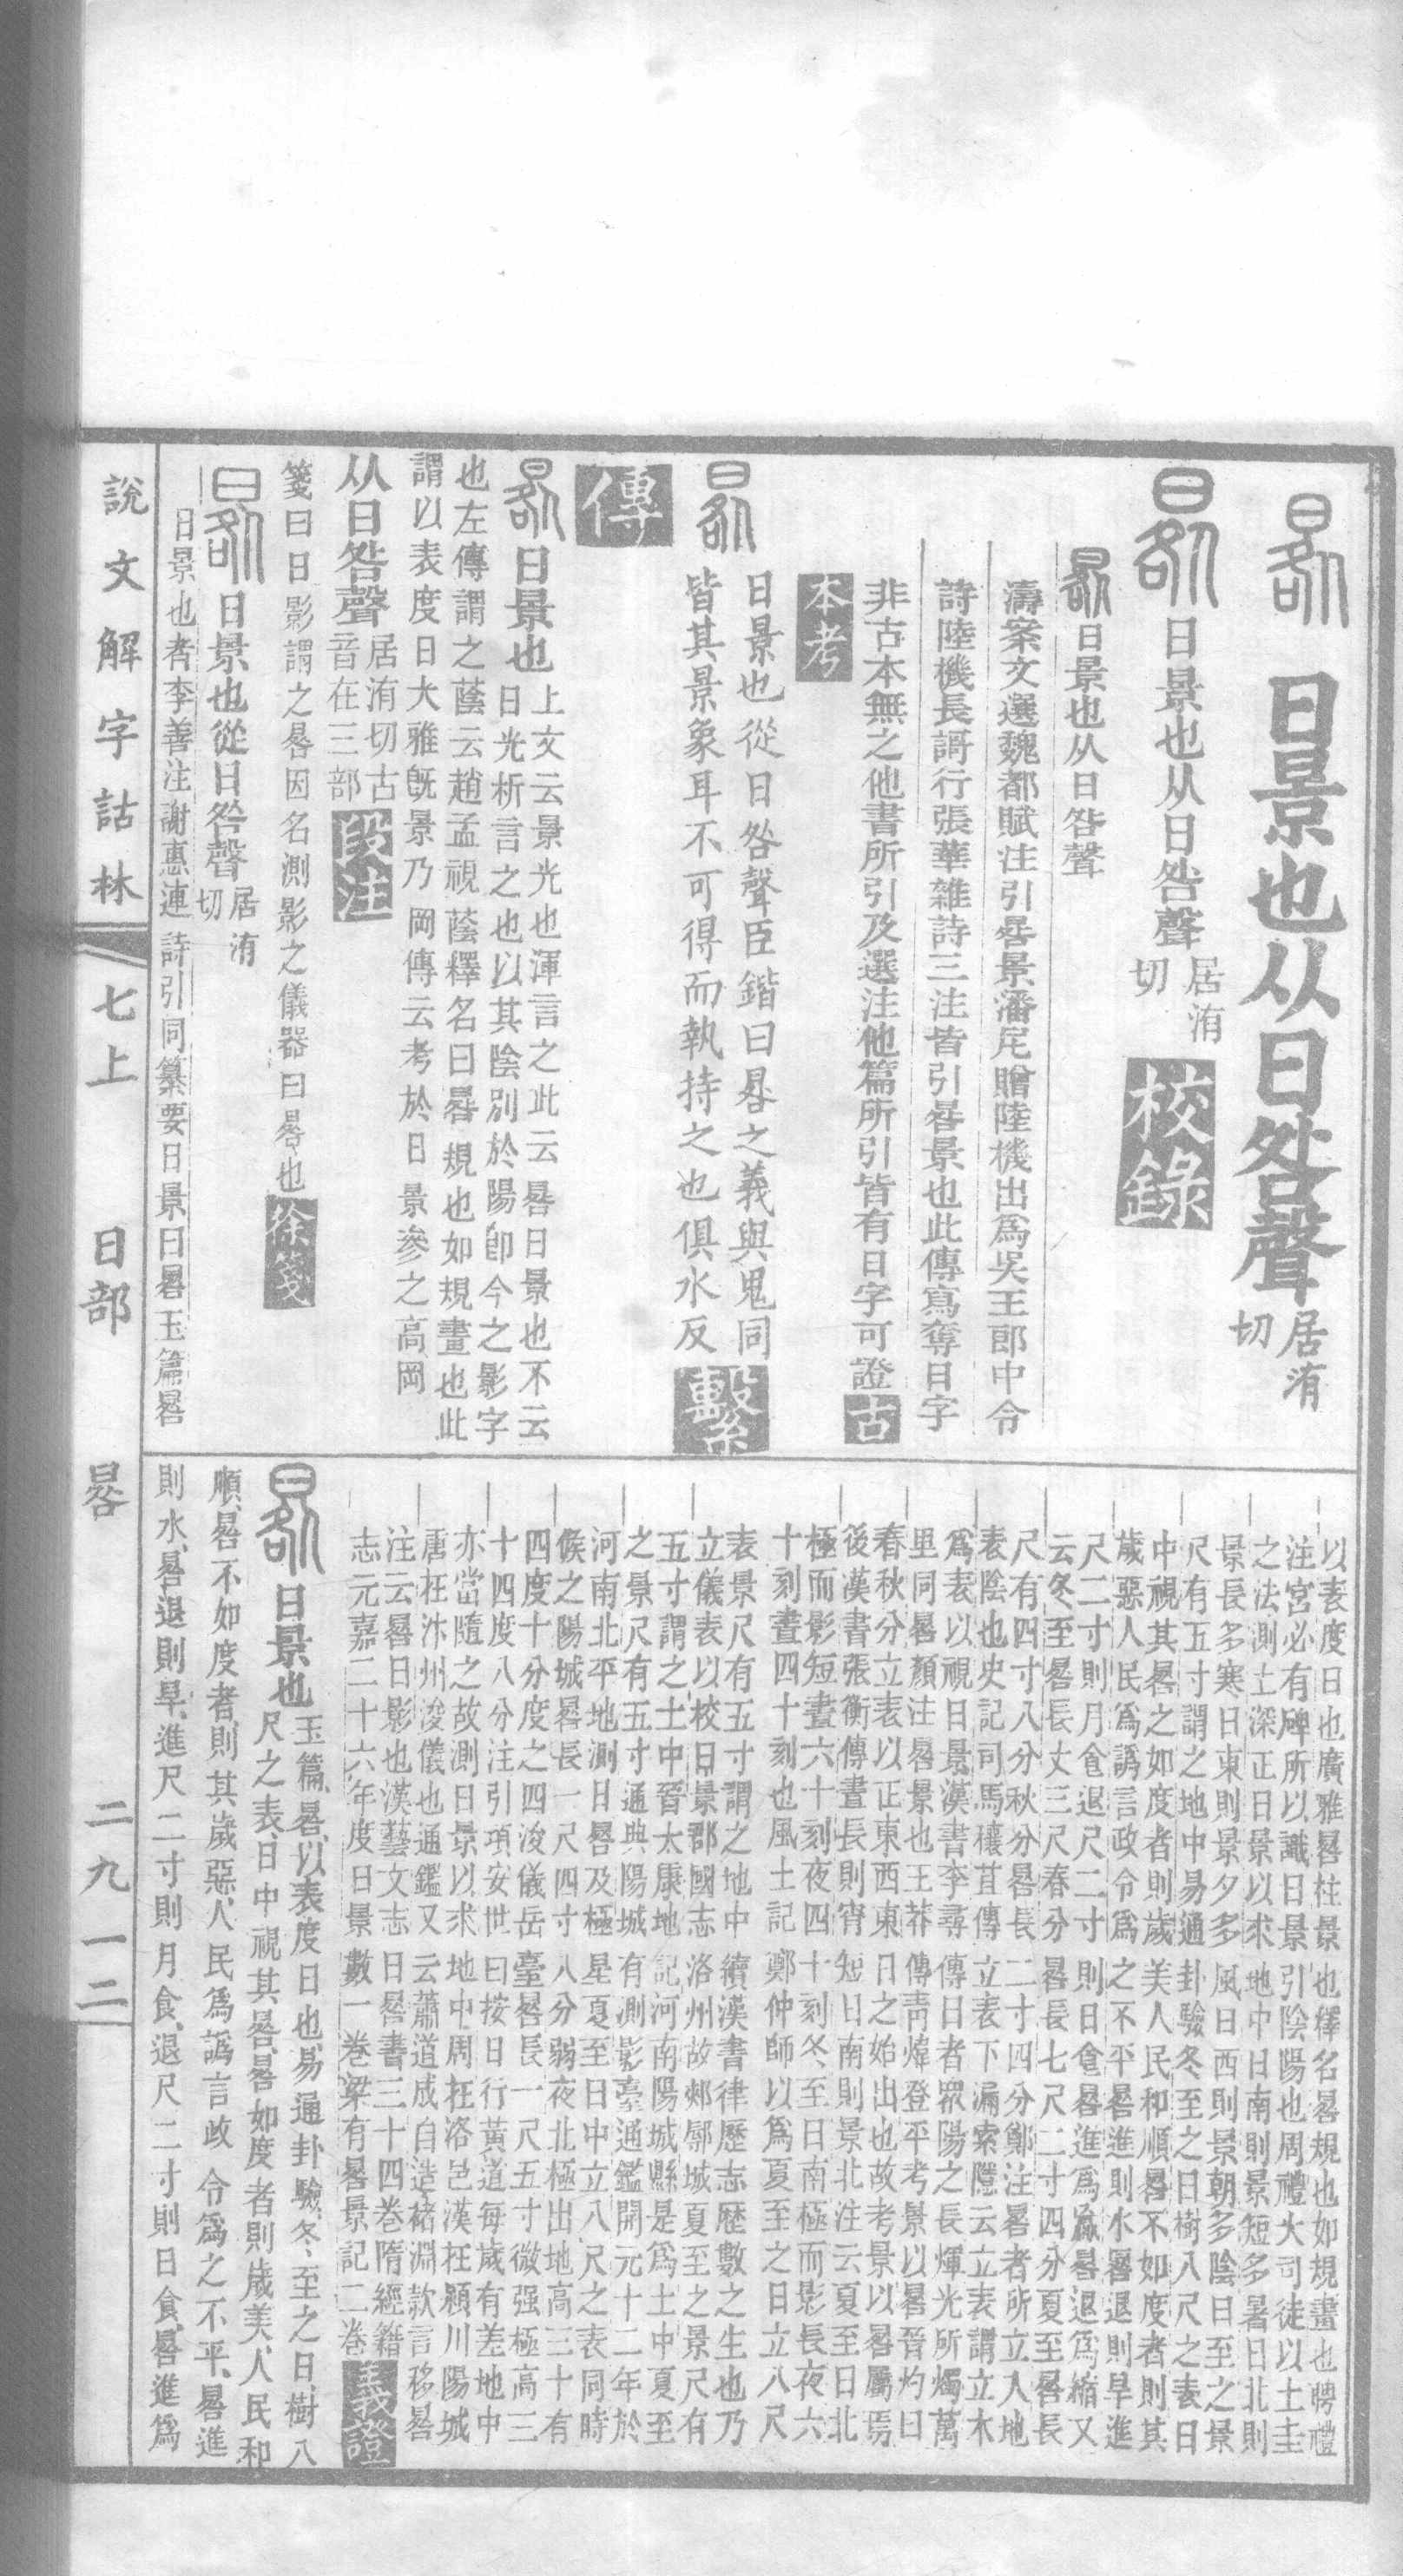 晷 日景也从日咎聲居洧切
晷 日景也从日咎聲居洧切 校錄
晷 日景也从日咎聲
濤案文選魏都賦注引晷景潘尼贈陸機出爲吳王郎中令
詩陸機長謌行張華雜詩三注皆引晷景也此傳寫奪日字
非古本無之他書所引及選注他篇所引皆有日字可證 古
本考
晷 日景也從日咎聲臣鍇曰晷之義與鬼同
皆其景象耳不可得而執持之也俱水反 繫
傳
晷 日景也上文云景光也渾言之此云晷日景也不云
日光析言之也以其陰別於陽卽今之影字
也左傳謂之蔭云趙孟視蔭釋名曰晷規也如規畫也此
謂以表度日大雅旣景乃岡傳云考於日景參之高岡
从日咎聲居洧切古音在三部 段注
箋曰日影謂之晷因名測影之儀器曰晷也 徐箋
晷 日景也從日咎聲居洧切
日景也者李善注謝惠連詩引同纂要日景曰晷玉篇晷
以表度日也廣雅晷柱景也釋名晷規也如規畫也聘禮
注宮必有碑所以識日景引陰陽也周禮大司徒以土圭
之法測土深正日景以求地中日南則景短多暑日北則
景長多寒日東則景夕多風日西則景朝多陰日至之景
尺有五寸謂之地中易通卦驗冬至之日樹八尺之表日
中視其晷之如度者則歲美人民和順晷不如度者則其
歲惡人民爲譌言政令爲之不平晷進則水晷退則旱進
尺二寸則月食退尺二寸則日食晷進爲贏晷退爲縮又
云冬至晷長丈三尺春分晷長七尺二寸四分夏至晷長
尺有四寸八分秋分晷長二寸四分鄭注晷者所立人地
表陰也史記司馬穰苴傳立表下漏索隱云立表謂立木
爲表以視日景漢書李尋傳日者眾陽之長煇光所燭萬
里同晷顏注晷景也王莽傳靑煒登平考景以晷晉灼曰
春秋分立表以正東西東日之始出也故考景以晷屬焉
後漢書張衡傳晝長則宵短日南則景北注云夏至日北
極而影短晝六十刻夜四十刻冬至日南極而影長夜六
十刻晝四十刻也風土記鄭仲師以爲夏至之日立八尺
表景尺有五寸謂之地中續漢書律歷志歷數之生也乃
立儀表以校日景郡國志洛州故郟鄏城夏至之景尺有
五寸謂之土中晉太康地記河南陽城縣是爲土中夏至
之景尺有五寸通典陽城有測影臺通鑑開元十二年於
河南北平地測日晷及極星夏至日中立八尺之表同時
候之陽城晷長一尺四寸八分弱夜北極出地高三十有
四度十分度之四浚儀岳臺晷長一尺五寸微强極高三
十四度八分注引項安世曰按日行黃道每歲有差地中
亦當隨之故測日景以求地中周在洛邑漢在潁川陽城
唐在汴州浚儀也通鑑又云蕭道成白造褚淵款言移晷
注云晷日影也漢藝文志日晷書三十四卷隋經籍
志元嘉二十六年度日景數一卷梁有晷景記二卷 義證
晷 日景也玉篇、晷、以表度日也、易通卦驗、冬至之日、樹八
尺之表、日中視其晷、晷如度者則歲美、人民和
順、晷不如度者、則其歲惡、人民爲譌言政令爲之不平、晷進
則水、晷退則旱、進尺二寸則月食、退尺二寸則日食、晷進爲
說文解字詁林 七上 日部 晷 二九一二